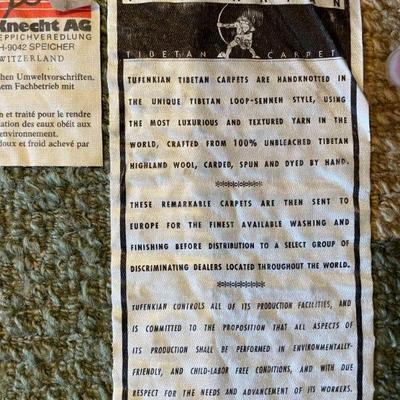 Knecht AG
EPPICHVEREDLUNG
H-9042 SPEICHER
WITZERLAND
hen Umweltvorschriften.
em Fachbetrieb mit
n et traité pour le rendre
ation des eaux obéit aux
environnement.
doux et froid achevé par
TIBETAN CARPET
TUFENKIAN TIBETAN CARPETS ARE HANDKNOTTED IN
THE UNIQUE TIBETAN LOOP-SENNEH STYLE, USING
THE MOST LUXURIOUS AND TEXTURED YARN IN THE
WORLD, CRAFTED FROM 100% UNBLEACHED TIBETAN
HIGHLAND WOOL, CARDED, SPUN AND DYED BY HAND.
THESE REMARKABLE CARPETS ARE THEN SENT TO
EUROPE FOR THE FINEST AVAILABLE WASHING AND
FINISHING BEFORE DISTRIBUTION TO A SELECT GROUP OF
DISCRIMINATING DEALERS LOCATED THROUGHOUT THE WORLD.
TUFENKIAN CONTROLS ALL OF ITS PRODUCTION FACILITIES, AND
IS COMMITTED TO THE PROPOSITION THAT ALL ASPECTS OF
ITS PRODUCTION SHALL BE PERFORMED IN ENVIRONMENTALLY-
FRIENDLY, AND CHILD-LABOR FREE CONDITIONS, AND WITH DUE
RESPECT FOR THE NEEDS AND ADVANCEMENT OF ITS WORKERS.